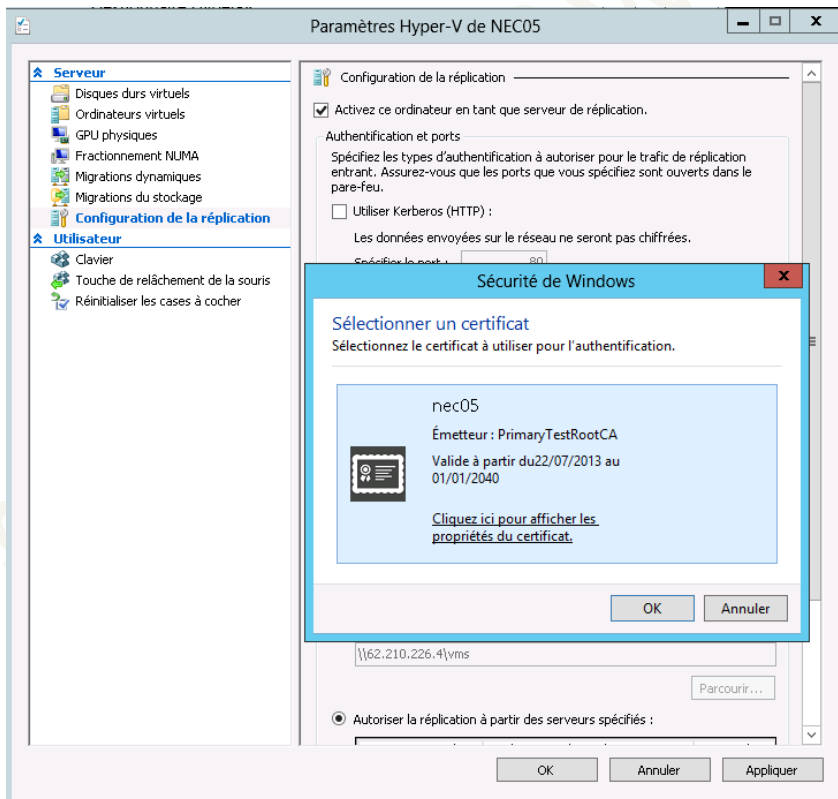 Paramètres Hyper-V de NEC05
Serveur
Disques durs virtuels
Ordinateurs virtuels
GPU physiques
Fractionnement NUMA
Migrations dynamiques
Migrations du stockage
Configuration de la réplication
Utilisateur
Clavier
Touche de relâchement de la souris
Réinitialiser les cases à cocher
Configuration de la réplication
Activez ce ordinateur en tant que serveur de réplication.
Authentification et ports
Spécifiez les types d'authentification à autoriser pour le trafic de réplication
entrant. Assurez-vous que les ports que vous spécifiez sont ouverts dans le
pare-feu.
Utiliser Kerberos (HTTP) :
Les données envoyées sur le réseau ne seront pas chiffrées.
Spécifier le port : 80
Sécurité de Windows
Sélectionner un certificat
Sélectionnez le certificat à utiliser pour l'authentification.
nec05
Émetteur : PrimaryTestRootCA
Valide à partir du22/07/2013 au
01/01/2040
Cliquez ici pour afficher les
propriétés du certificat.
OK Annuler
\\62.210.226.4\vms
Parcourir...
Autoriser la réplication à partir des serveurs spécifiés :
OK Annuler Appliquer